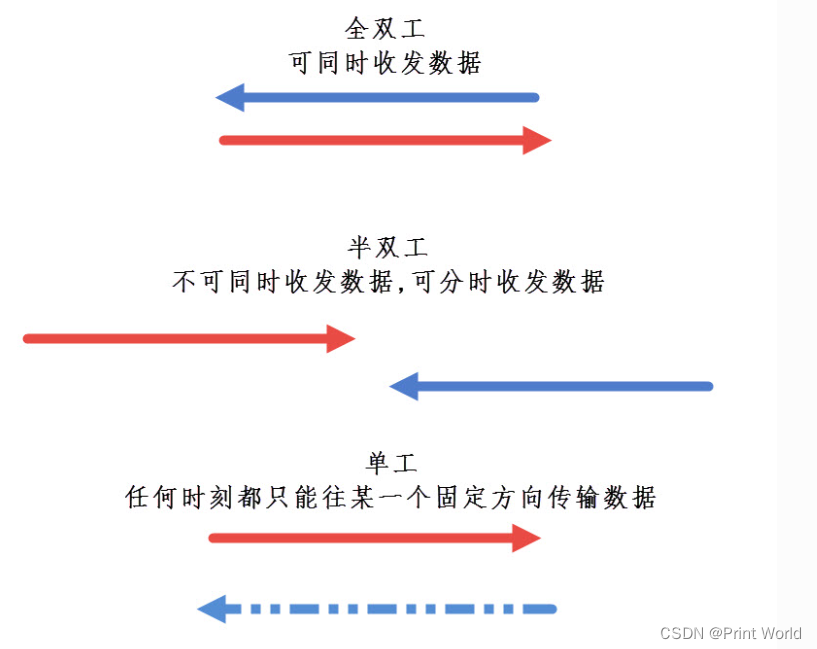 全双工
可同时收发数据
半双工
不可同时收发数据,可分时收发数据
单工
任何时刻都只能往某一个固定方向传输数据
CSDN @Print World